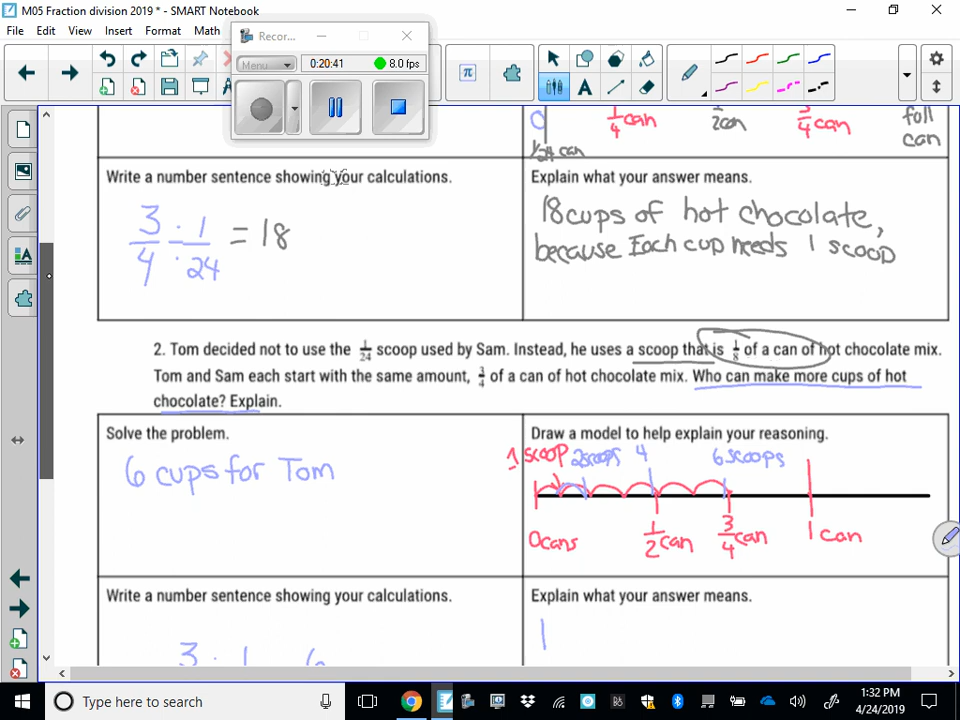 M05 Fraction division 2019 * - SMART Notebook
File Edit View Insert Format Math
Recor...
Menu 0:20:41 8.0 fps
π
A
0 1/4 can 1/2 can 3/4 can full can
1/24 can
Write a number sentence showing your calculations.
Explain what your answer means.
3/4 ÷ 1/24 = 18
18 cups of hot chocolate,
because Each cup needs 1 scoop
2. Tom decided not to use the 1/24 scoop used by Sam. Instead, he uses a scoop that is 1/8 of a can of hot chocolate mix.
Tom and Sam each start with the same amount, 3/4 of a can of hot chocolate mix. Who can make more cups of hot
chocolate? Explain.
Solve the problem.
6 cups for Tom
Draw a model to help explain your reasoning.
1 scoop 2 scoops 4 6 scoops
0 cans 1/2 can 3/4 can 1 can
Write a number sentence showing your calculations.
Explain what your answer means.
3 1 6
Type here to search
1:32 PM
4/24/2019